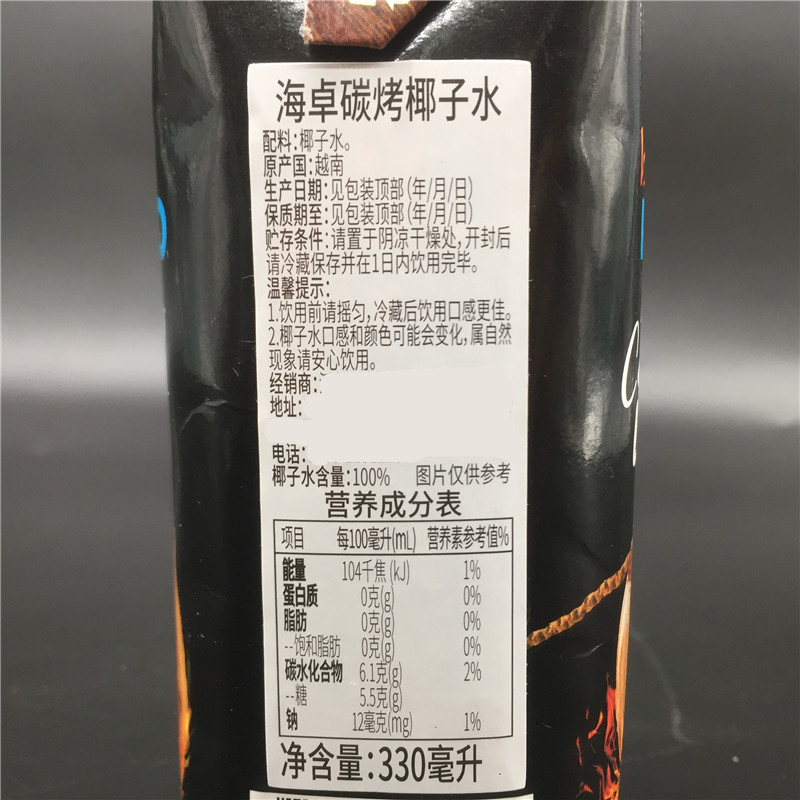 海卓碳烤椰子水
配料:椰子水。
原产国:越南
生产日期:见包装顶部(年/月/日)
保质期至:见包装顶部(年/月/日)
贮存条件:请置于阴凉干燥处,开封后
请冷藏保存并在1日内饮用完毕。
温馨提示:
1.饮用前请摇匀,冷藏后饮用口感更佳。
2.椰子水口感和颜色可能会变化,属自然
现象请安心饮用。
经销商:
地址:
电话:
椰子水含量:100% 图片仅供参考
营养成分表
项目 每100毫升(mL) 营养素参考值%
能量 104千焦(kJ) 1%
蛋白质 0克(g) 0%
脂肪 0克(g) 0%
--饱和脂肪 0克(g) 0%
碳水化合物 6.1克(g) 2%
--糖 5.5克(g)
钠 12毫克(mg) 1%
净含量:330毫升